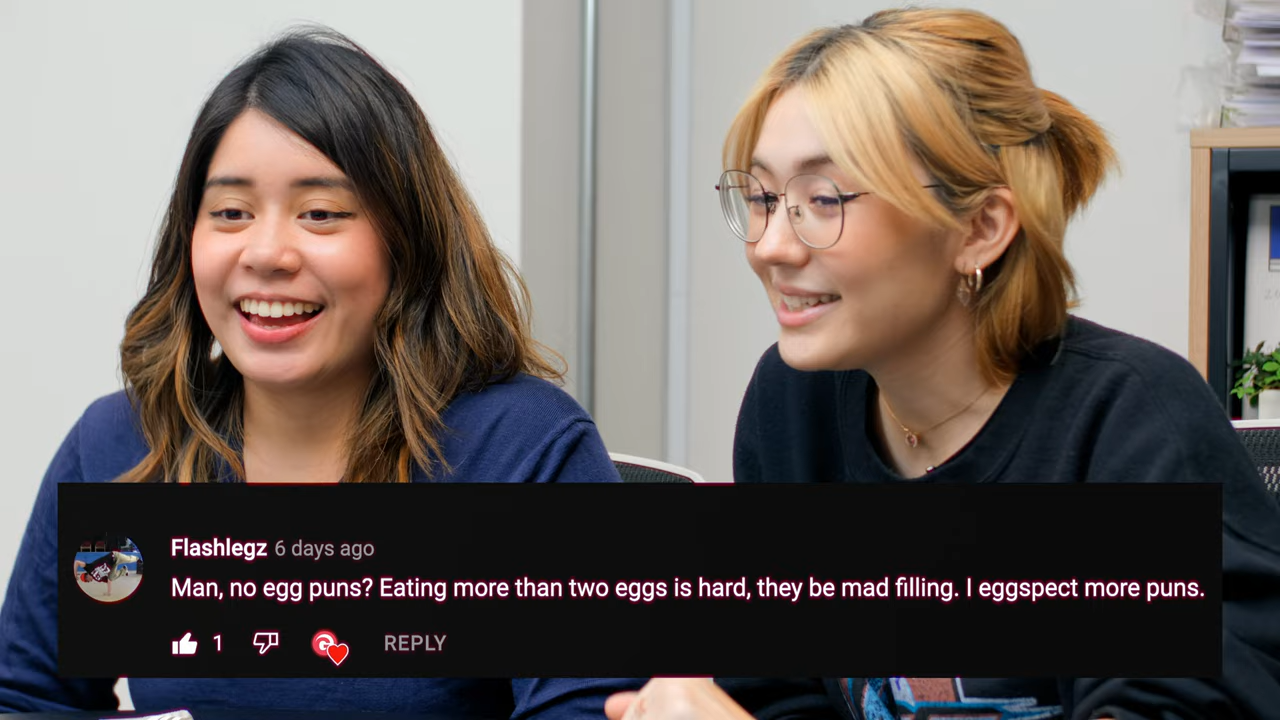 Flashlegz 6 days ago
Man, no egg puns? Eating more than two eggs is hard, they be mad filling. I eggspect more puns.
1
REPLY